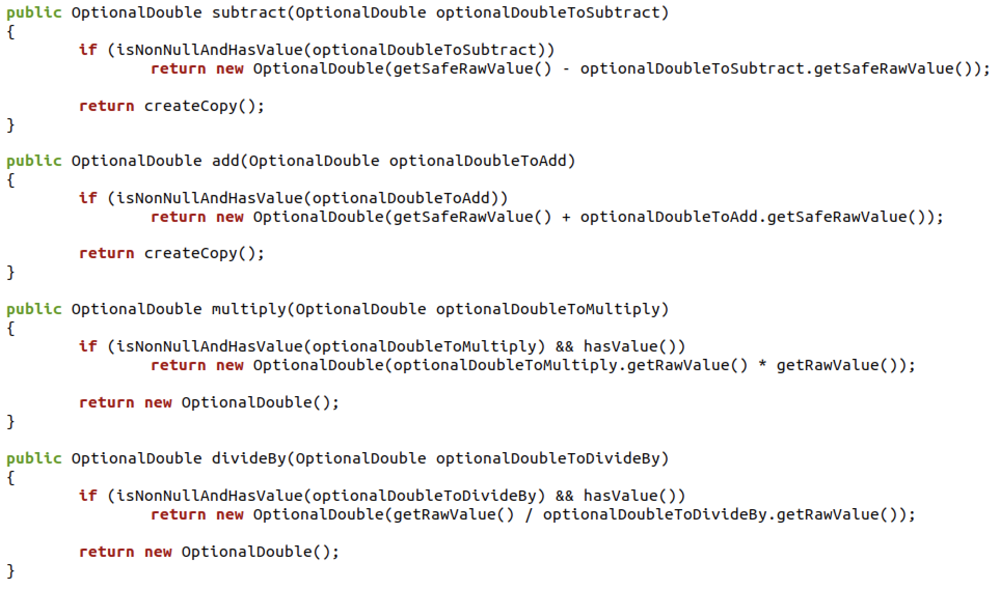 public OptionalDouble subtract(OptionalDouble optionalDoubleToSubtract)
{
if (isNonNullAndHasValue(optionalDoubleToSubtract))
return new OptionalDouble(getSafeRawValue() - optionalDoubleToSubtract.getSafeRawValue());
return createCopy();
}
public OptionalDouble add(OptionalDouble optionalDoubleToAdd)
{
if (isNonNullAndHasValue(optionalDoubleToAdd))
return new OptionalDouble(getSafeRawValue() + optionalDoubleToAdd.getSafeRawValue());
return createCopy();
}
public OptionalDouble multiply(OptionalDouble optionalDoubleToMultiply)
{
if (isNonNullAndHasValue(optionalDoubleToMultiply) && hasValue())
return new OptionalDouble(optionalDoubleToMultiply.getRawValue() * getRawValue());
return new OptionalDouble();
}
public OptionalDouble divideBy(OptionalDouble optionalDoubleToDivideBy)
{
if (isNonNullAndHasValue(optionalDoubleToDivideBy) && hasValue())
return new OptionalDouble(getRawValue() / optionalDoubleToDivideBy.getRawValue());
return new OptionalDouble();
}